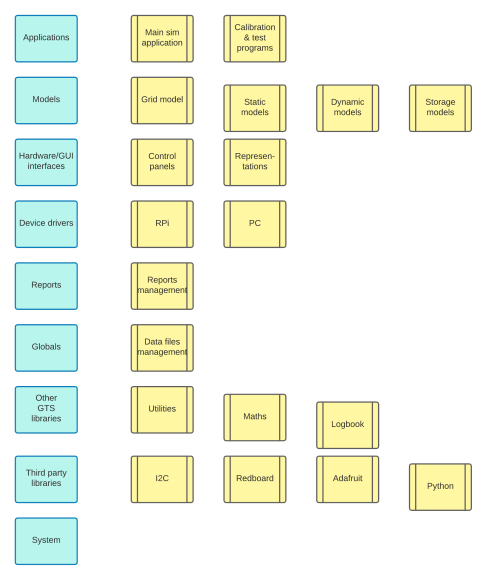 Applications
Main sim
application
Calibration
& test
programs
Models
Grid model
Static
models
Dynamic
models
Storage
models
Hardware/GUI
interfaces
Control
panels
Represen-
tations
Device drivers
RPi
PC
Reports
Reports
management
Globals
Data files
management
Other
GTS
libraries
Utilities
Maths
Logbook
Third party
libraries
I2C
Redboard
Adafruit
Python
System